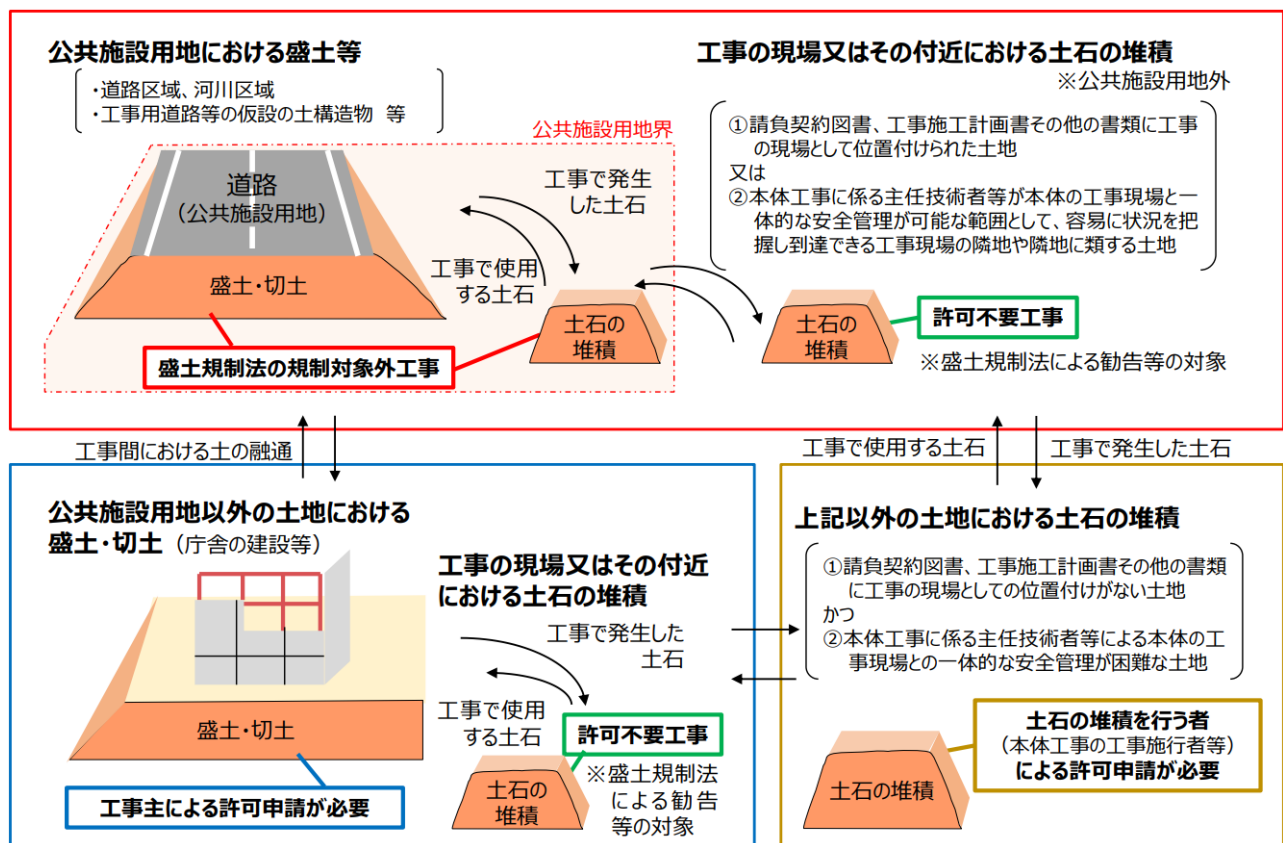 公共施設用地における盛土等
・道路区域、河川区域
・工事用道路等の仮設の土構造物 等
公共施設用地界
道路
（公共施設用地）
盛土・切土
工事で発生
した土石
工事で使用
する土石
土石の
堆積
盛土規制法の規制対象外工事
工事の現場又はその付近における土石の堆積
※公共施設用地外
①請負契約図書、工事施工計画書その他の書類に工事
の現場として位置付けられた土地
又は
②本体工事に係る主任技術者等が本体の工事現場と一
体的な安全管理が可能な範囲として、容易に状況を把
握し到達できる工事現場の隣地や隣地に類する土地
土石の
堆積
許可不要工事
※盛土規制法による勧告等の対象
工事間における土の融通
工事で使用する土石
工事で発生した土石
公共施設用地以外の土地における
盛土・切土（庁舎の建設等）
盛土・切土
工事主による許可申請が必要
工事の現場又はその付近
における土石の堆積
工事で発生した
土石
工事で使用
する土石
許可不要工事
土石の
堆積
※盛土規制法
による勧告
等の対象
上記以外の土地における土石の堆積
①請負契約図書、工事施工計画書その他の書類
に工事の現場としての位置付けがない土地
かつ
②本体工事に係る主任技術者等による本体の工
事現場との一体的な安全管理が困難な土地
土石の堆積
土石の堆積を行う者
（本体工事の工事施行者等）
による許可申請が必要